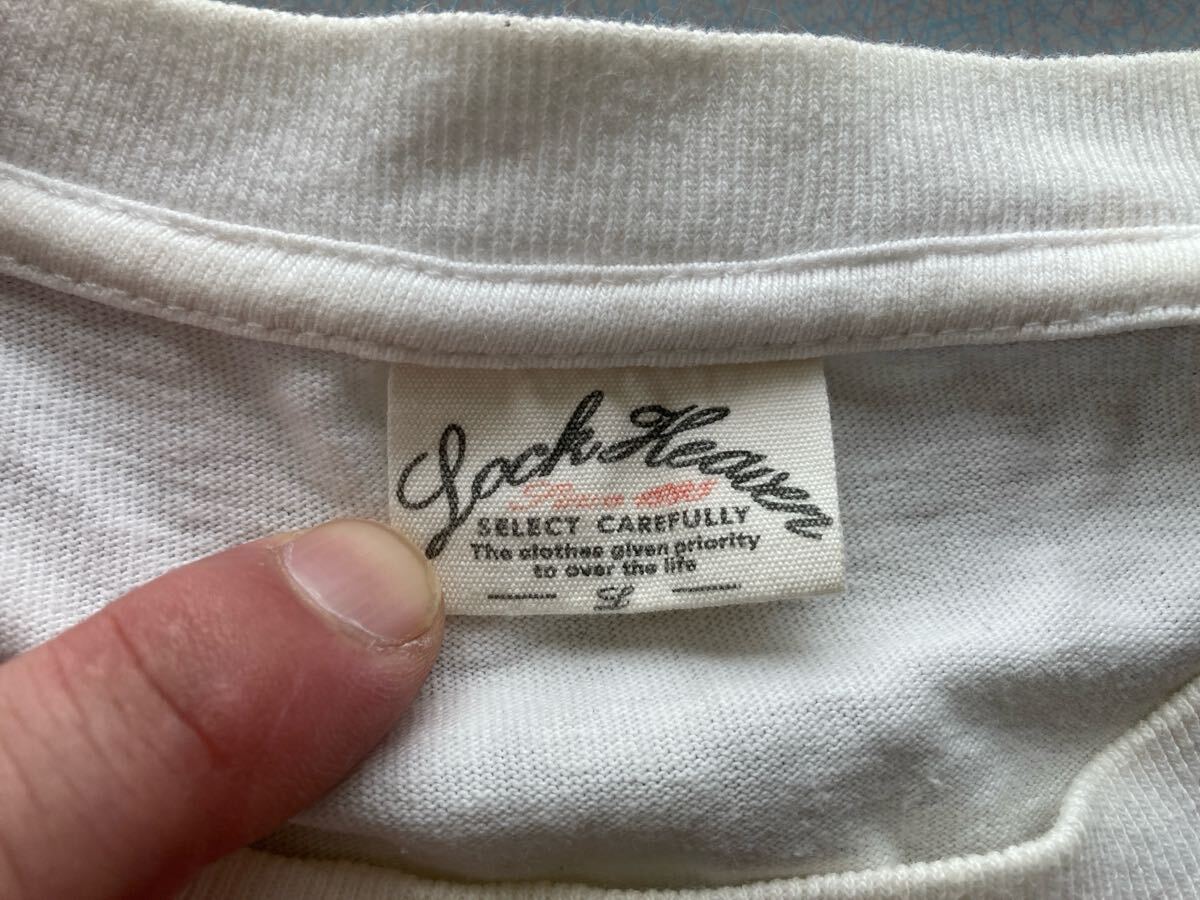 Lock Heaven
SELECT CAREFULLY
The clothes given priority
to over the life
L